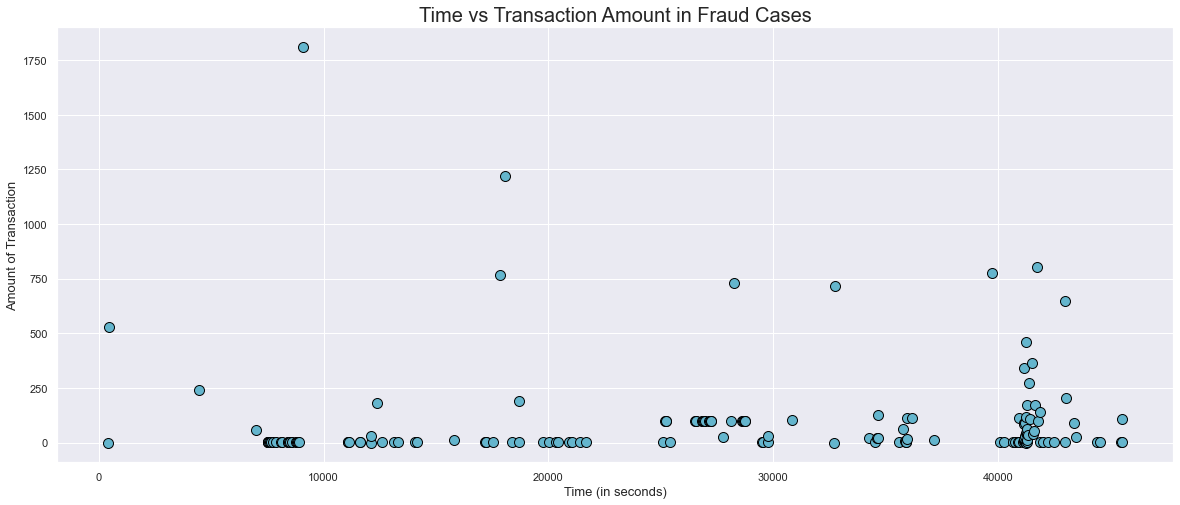 Time vs Transaction Amount in Fraud Cases
1750
1500
1250
1000
750
500
250
0
Amount of Transaction
0 10000 20000 30000 40000
Time (in seconds)